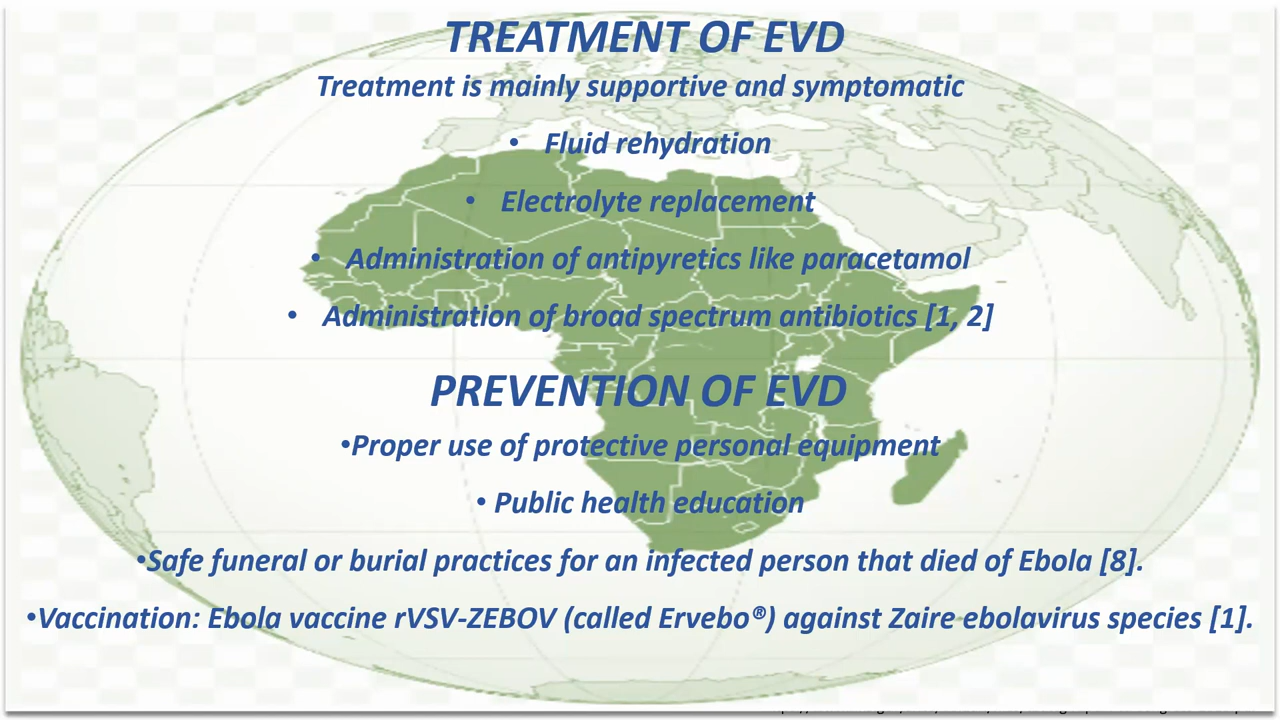 TREATMENT OF EVD
Treatment is mainly supportive and symptomatic
• Fluid rehydration
• Electrolyte replacement
• Administration of antipyretics like paracetamol
• Administration of broad spectrum antibiotics [1, 2]
PREVENTION OF EVD
•Proper use of protective personal equipment
• Public health education
•Safe funeral or burial practices for an infected person that died of Ebola [8].
•Vaccination: Ebola vaccine rVSV-ZEBOV (called Ervebo®) against Zaire ebolavirus species [1].